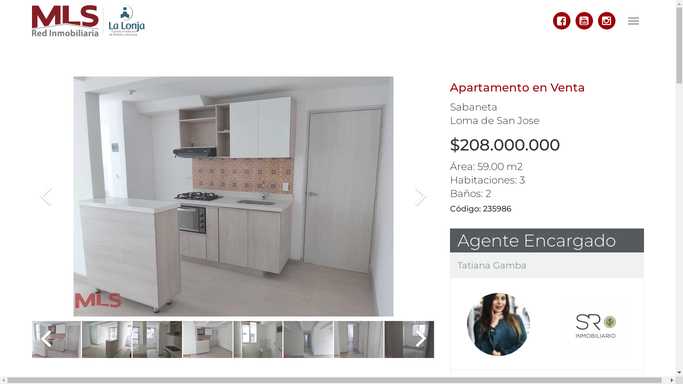 MLS
Red Inmobiliaria
La Lonja
Apartamento en Venta
Sabaneta
Loma de San Jose
$208.000.000
Área: 59.00 m2
Habitaciones: 3
Baños: 2
Código: 235986
MLS
Agente Encargado
Tatiana Gamba
SR
INMOBILIARIO